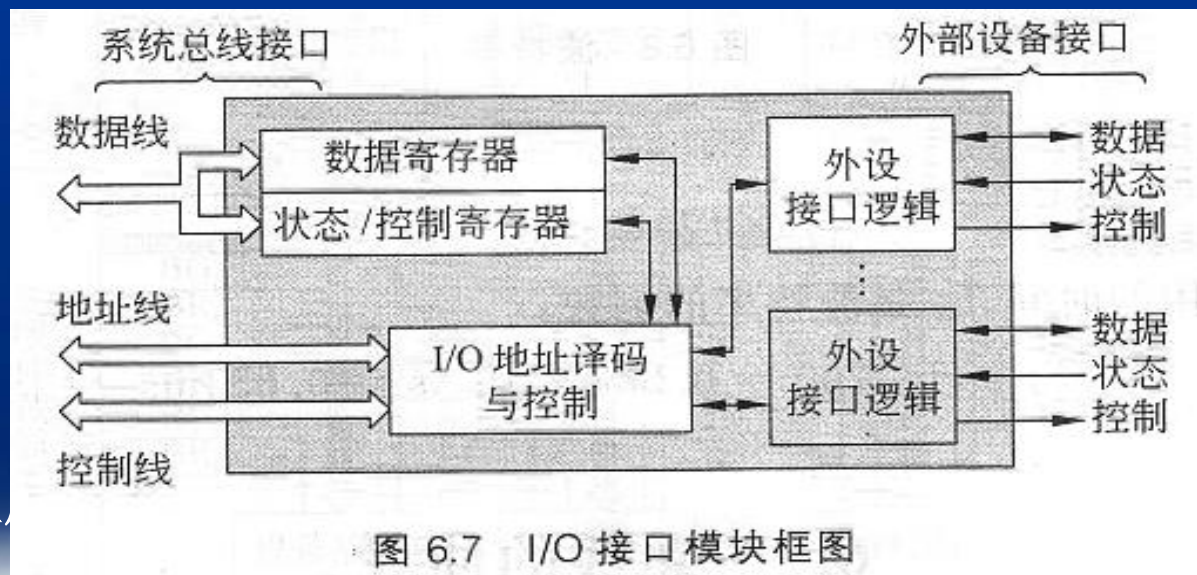 系统总线接口
外部设备接口
数据线
数据寄存器
状态/控制寄存器
外设
接口逻辑
数据
状态
控制
地址线
I/O 地址译码
与控制
外设
接口逻辑
数据
状态
控制
控制线
图 6.7 I/O 接口模块框图